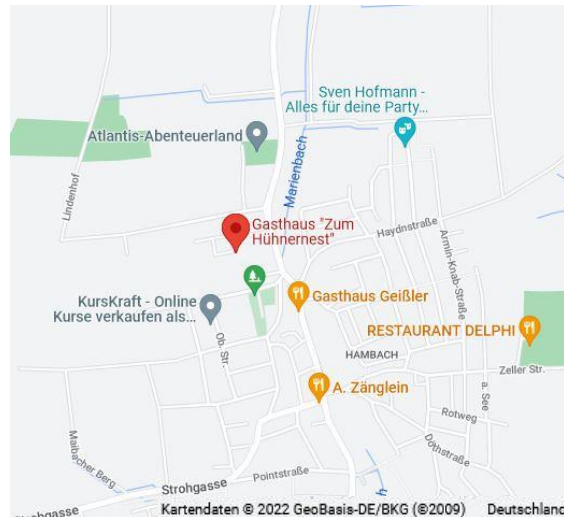 Sven Hofmann -
Alles für deine Party...
Atlantis-Abenteuerland
Marienbach
Lindenhof
Gasthaus "Zum
Hühnernest"
Haydnstraße
Armin-Knab-Straße
KursKraft - Online
Kurse verkaufen als...
Gasthaus Geißler
RESTAURANT DELPHI
Ob. Str.
HAMBACH
Zeller Str.
A. Zänglein
a. See
Rotweg
Maibacher Berg
Döthstraße
Pointstraße
Strohgasse
Strohgasse
Kartendaten © 2022 GeoBasis-DE/BKG (©2009)
Deutschland